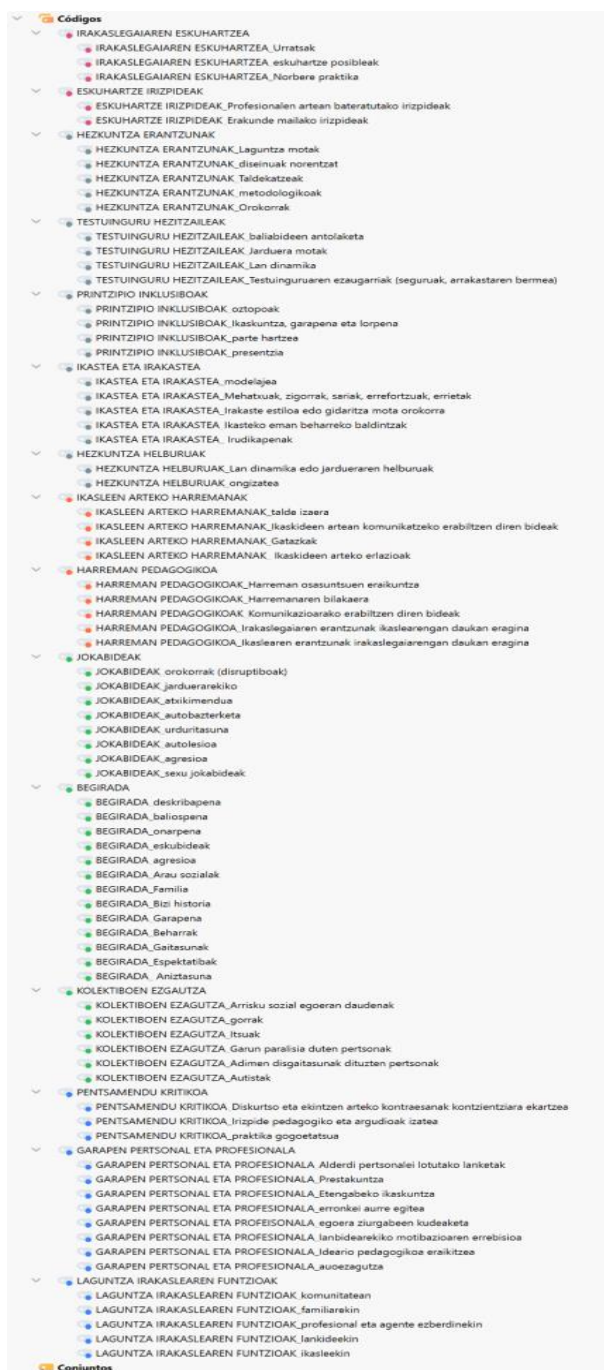 Códigos
IRAKASLEGAIAREN ESKUHARTZEA
IRAKASLEGAIAREN ESKUHARTZEA_Urratsak
IRAKASLEGAIAREN ESKUHARTZEA_eskuhartze posibleak
IRAKASLEGAIAREN ESKUHARTZEA_Norbere praktika
ESKUHARTZE IRIZPIDEAK
ESKUHARTZE IRIZPIDEAK_Profesionalen artean bateratutako irizpideak
ESKUHARTZE IRIZPIDEAK_Erakunde mailako irizpideak
HEZKUNTZA ERANTZUNAK
HEZKUNTZA ERANTZUNAK_Laguntza motak
HEZKUNTZA ERANTZUNAK_diseinuak norentzat
HEZKUNTZA ERANTZUNAK_Taldekatzeak
HEZKUNTZA ERANTZUNAK_metodologikoak
HEZKUNTZA ERANTZUNAK_Orokorrak
TESTUINGURU HEZITZAILEAK
TESTUINGURU HEZITZAILEAK_baliabideen antolaketa
TESTUINGURU HEZITZAILEAK_Jarduera motak
TESTUINGURU HEZITZAILEAK_Lan dinamika
TESTUINGURU HEZITZAILEAK_Testuinguruaren ezaugarriak (seguruak, arrakastaren bermea)
PRINTZIPIO INKLUSIBOAK
PRINTZIPIO INKLUSIBOAK_oztopoak
PRINTZIPIO INKLUSIBOAK_Ikaskuntza, garapena eta lorpena
PRINTZIPIO INKLUSIBOAK_parte hartzea
PRINTZIPIO INKLUSIBOAK_presentzia
IKASTEA ETA IRAKASTEA
IKASTEA ETA IRAKASTEA_modelajea
IKASTEA ETA IRAKASTEA_Mehatxuak, zigorrak, sariak, errefortzuak, errietak
IKASTEA ETA IRAKASTEA_Irakaste estiloa edo gidaritza mota orokorra
IKASTEA ETA IRAKASTEA_Ikasteko eman beharreko baldintzak
IKASTEA ETA IRAKASTEA_ Irudikapenak
HEZKUNTZA HELBURUAK
HEZKUNTZA HELBURUAK_Lan dinamika edo jardueraren helburuak
HEZKUNTZA HELBURUAK_ongizatea
IKASLEEN ARTEKO HARREMANAK
IKASLEEN ARTEKO HARREMANAK_talde izaera
IKASLEEN ARTEKO HARREMANAK_Ikaskideen artean komunikatzeko erabiltzen diren bideak
IKASLEEN ARTEKO HARREMANAK_Gatazkak
IKASLEEN ARTEKO HARREMANAK_ Ikaskideen arteko erlazioak
HARREMAN PEDAGOGIKOA
HARREMAN PEDAGOGIKOAK_Harreman osasuntsuen eraikuntza
HARREMAN PEDAGOGIKOAK_Harremanaren bilakaera
HARREMAN PEDAGOGIKOAK_Komunikazioarako erabiltzen diren bideak
HARREMAN PEDAGOGIKOA_Irakaslegaiaren erantzunak ikaslearengan daukan eragina
HARREMAN PEDAGOGIKOA_Ikaslearen erantzunak irakaslegaiarengan daukan eragina
JOKABIDEAK
JOKABIDEAK_orokorrak (disruptiboak)
JOKABIDEAK_jarduerarekiko
JOKABIDEAK_atxikimendua
JOKABIDEAK_autobazterketa
JOKABIDEAK_urduritasuna
JOKABIDEAK_autolesioa
JOKABIDEAK_agresioa
JOKABIDEAK_sexu jokabideak
BEGIRADA
BEGIRADA_deskribapena
BEGIRADA_baliospena
BEGIRADA_onarpena
BEGIRADA_eskubideak
BEGIRADA_agresioa
BEGIRADA_Arau sozialak
BEGIRADA_Familia
BEGIRADA_Bizi historia
BEGIRADA_Garapena
BEGIRADA_Beharrak
BEGIRADA_Gaitasunak
BEGIRADA_Espektatibak
BEGIRADA_ Aniztasuna
KOLEKTIBOEN EZGAUTZA
KOLEKTIBOEN EZAGUTZA_Arrisku sozial egoeran daudenak
KOLEKTIBOEN EZAGUTZA_gorrak
KOLEKTIBOEN EZAGUTZA_Itsuak
KOLEKTIBOEN EZAGUTZA_Garun paralisia duten pertsonak
KOLEKTIBOEN EZAGUTZA_Adimen disgaitasunak dituzten pertsonak
KOLEKTIBOEN EZAGUTZA_Autistak
PENTSAMENDU KRITIKOA
PENTSAMENDU KRITIKOA_Diskurtso eta ekintzen arteko kontraesanak kontzientziara ekartzea
PENTSAMENDU KRITIKOA_Irizpide pedagogiko eta argudioak izatea
PENTSAMENDU KRITIKOA_praktika gogoetatsua
GARAPEN PERTSONAL ETA PROFESIONALA
GARAPEN PERTSONAL ETA PROFESIONALA_Alderdi pertsonalei lotutako lanketak
GARAPEN PERTSONAL ETA PROFESIONALA_Prestakuntza
GARAPEN PERTSONAL ETA PROFESIONALA_Etengabeko ikaskuntza
GARAPEN PERTSONAL ETA PROFESIONALA_erronkei aurre egitea
GARAPEN PERTSONAL ETA PROFEISONALA_egoera ziurgabeen kudeaketa
GARAPEN PERTSONAL ETA PROFESIONALA_lanbidearekiko motibazioaren errebisioa
GARAPEN PERTSONAL ETA PROFESIONALA_Ideario pedagogikoa eraikitzea
GARAPEN PERTSONAL ETA PROFESIONALA_auoezagutza
LAGUNTZA IRAKASLEAREN FUNTZIOAK
LAGUNTZA IRAKASLEAREN FUNTZIOAK_komunitatean
LAGUNTZA IRAKASLEAREN FUNTZIOAK_familiarekin
LAGUNTZA IRAKASLEAREN FUNTZIOAK_profesional eta agente ezberdinekin
LAGUNTZA IRAKASLEAREN FUNTZIOAK_lankideekin
LAGUNTZA IRAKASLEAREN FUNTZIOAK_ikasleekin
Conjuntos